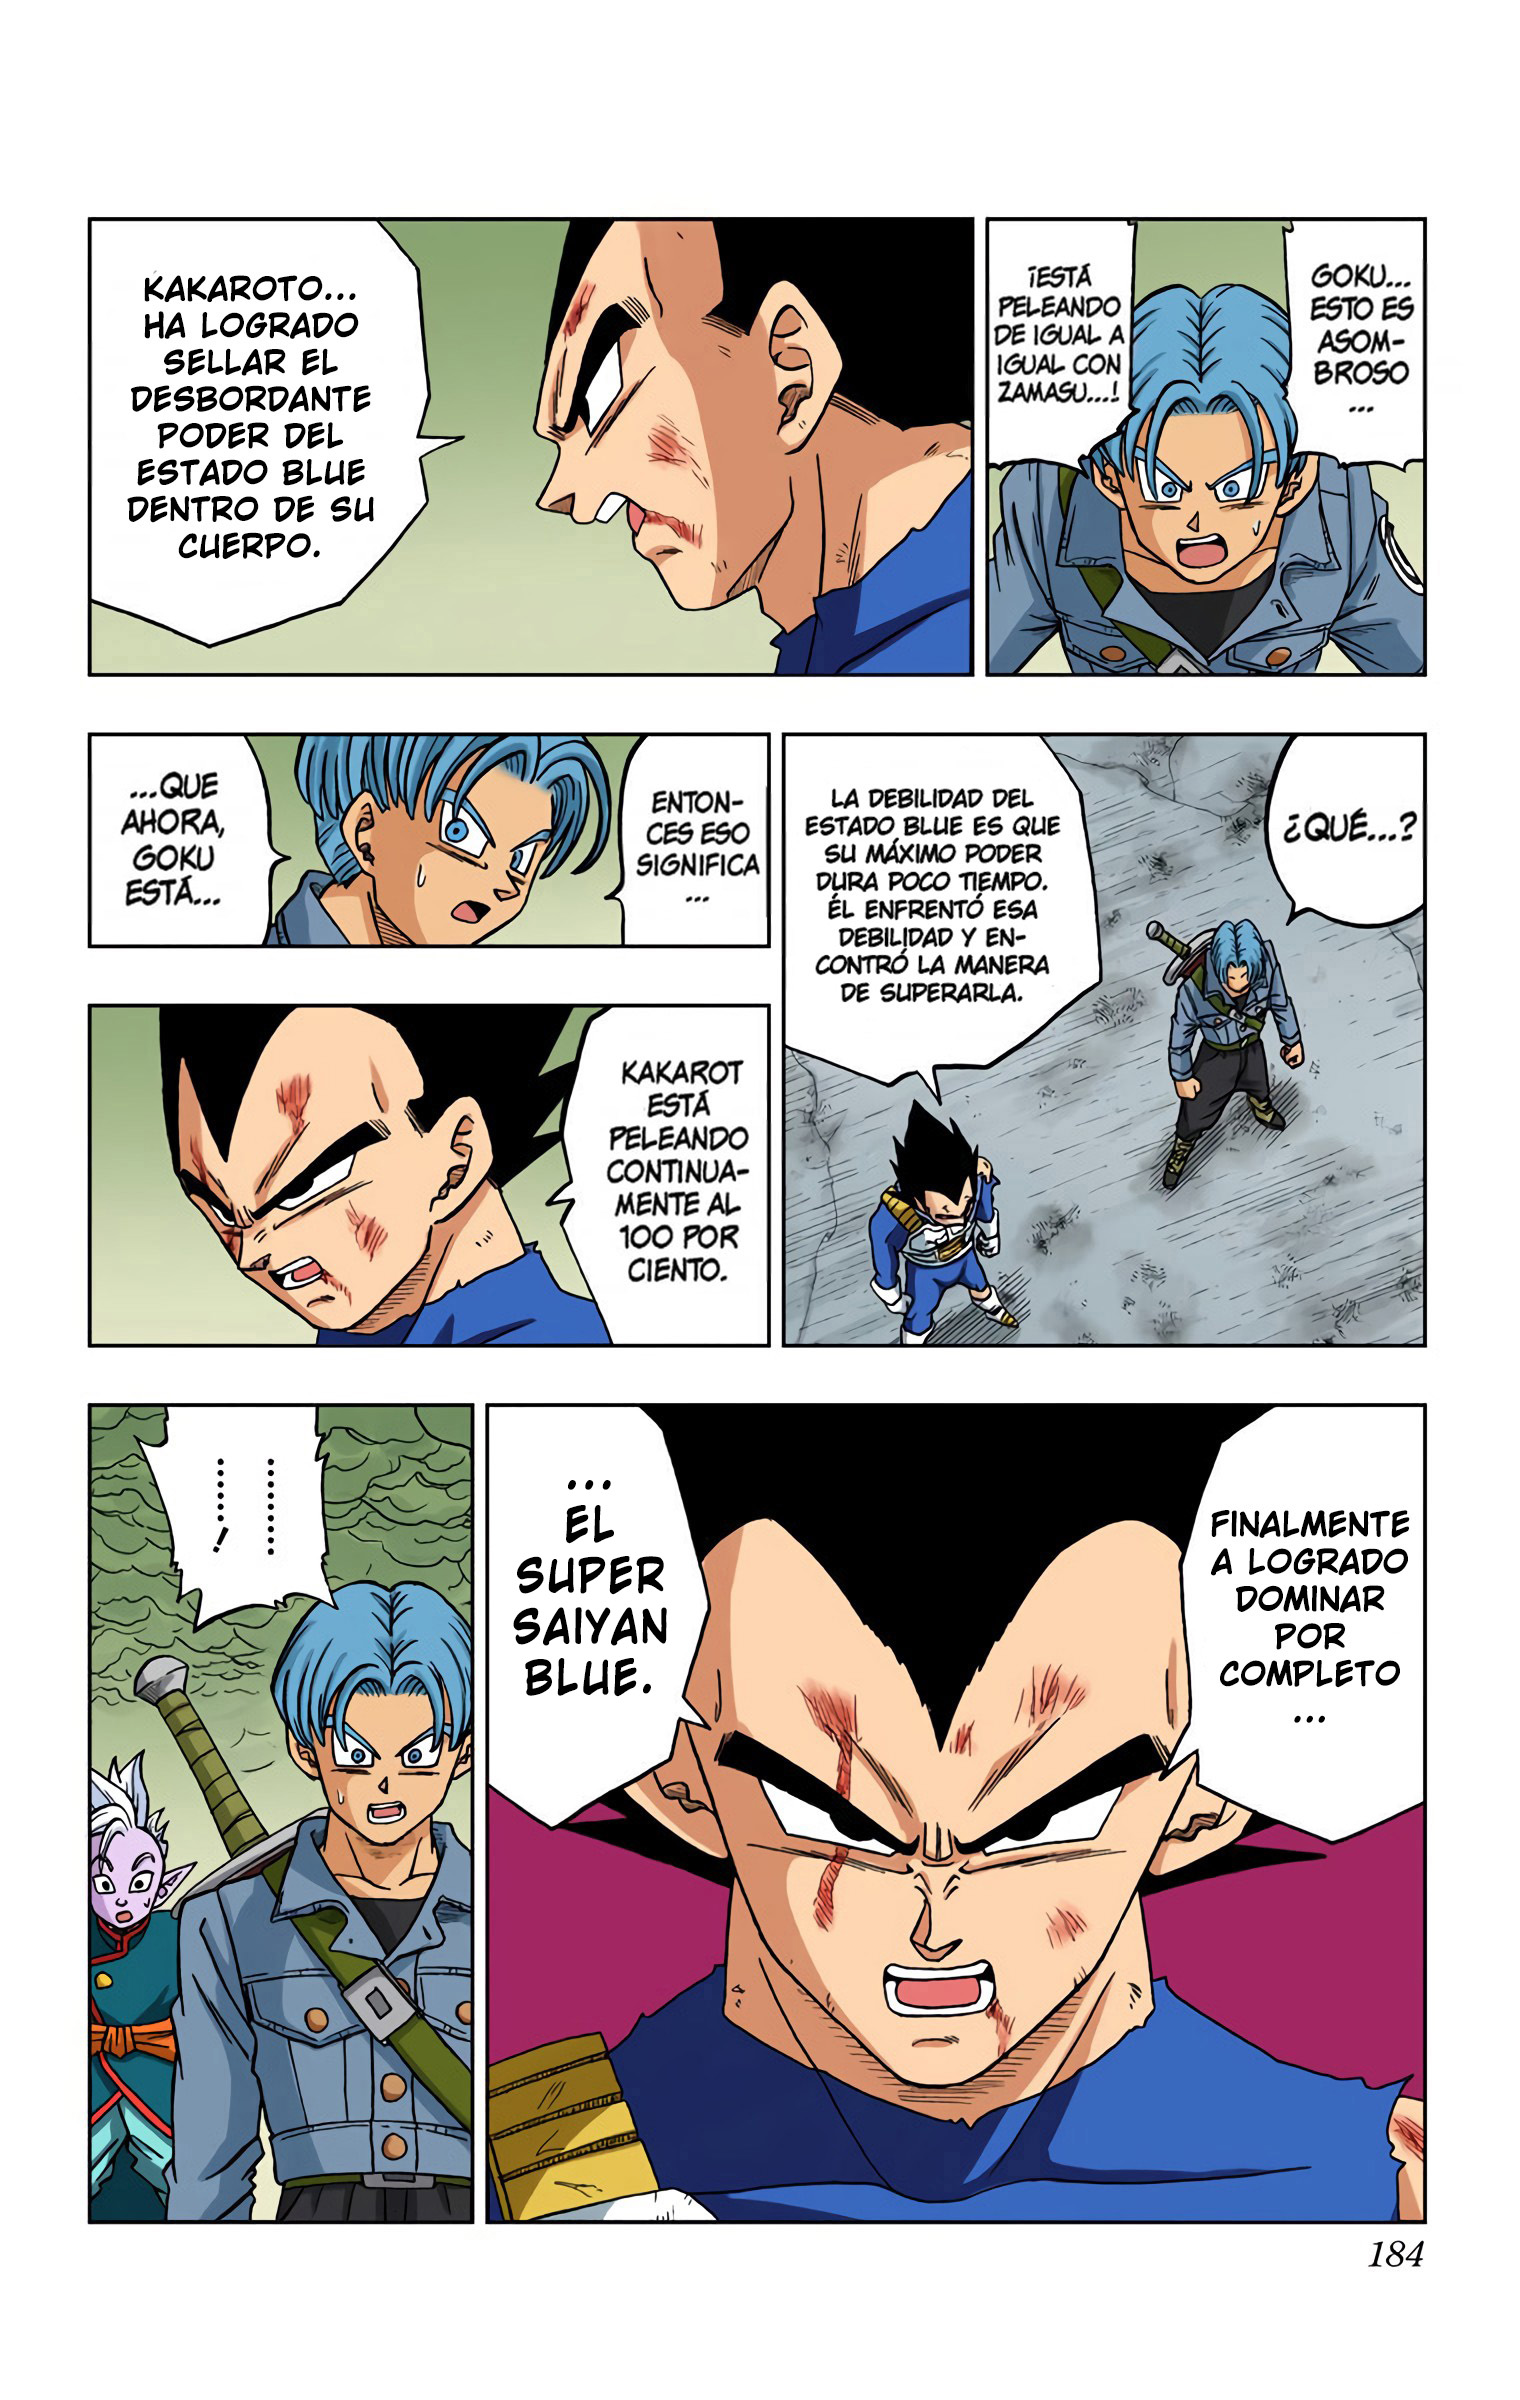 GOKU...
ESTO ES
ASOM-
BROSO
...
¡ESTÁ
PELEANDO
DE IGUAL A
IGUAL CON
ZAMASU...!
KAKAROTO...
HA LOGRADO
SELLAR EL
DESBORDANTE
PODER DEL
ESTADO BLUE
DENTRO DE SU
CUERPO.
¿QUÉ...?
LA DEBILIDAD DEL
ESTADO BLUE ES QUE
SU MÁXIMO PODER
DURA POCO TIEMPO.
ÉL ENFRENTÓ ESA
DEBILIDAD Y EN-
CONTRÓ LA MANERA
DE SUPERARLA.
ENTON-
CES ESO
SIGNIFICA
...
...QUE
AHORA,
GOKU
ESTÁ...
KAKAROT
ESTÁ
PELEANDO
CONTINUA-
MENTE AL
100 POR
CIENTO.
FINALMENTE
A LOGRADO
DOMINAR
POR
COMPLETO
...
...
EL
SUPER
SAIYAN
BLUE.
........
......!
184